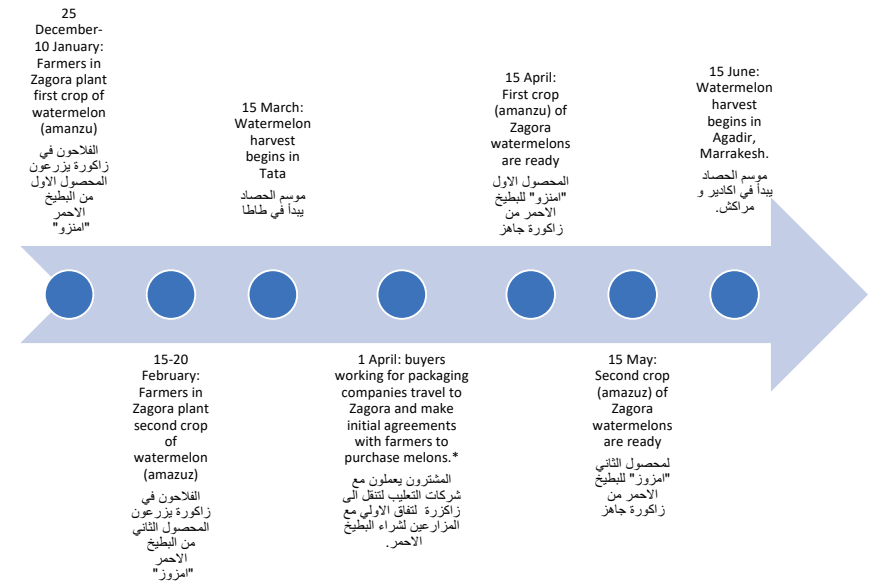 25
December-
10 January:
Farmers in
Zagora plant
first crop of
watermelon
(amanzu)
الفلاحون في
زاكورة يزرعون
المحصول الاول
من البطيخ
الاحمر
"امنزو"
15-20
February:
Farmers in
Zagora plant
second crop
of
watermelon
(amazuz)
الفلاحون في
زاكورة يزرعون
المحصول الثاني
من البطيخ
الاحمر
"امزوز"
15 March:
Watermelon
harvest
begins in
Tata
موسم الحصاد
يبدأ في طاطا
1 April: buyers
working for packaging
companies travel to
Zagora and make
initial agreements
with farmers to
purchase melons.*
المشترون يعملون مع
شركات التعليب لتنقل الى
زاكزرة لتفاق الاولي مع
المزارعين لشراء البطيخ
الاحمر.
15 April:
First crop
(amanzu) of
Zagora
watermelons
are ready
المحصول الاول
"امنزو" للبطيخ
الاحمر من
زاكورة جاهز
15 May:
Second crop
(amazuz) of
Zagora
watermelons
are ready
لمحصول الثاني
"امزوز" للبطيخ
الاحمر من
زاكورة جاهز
15 June:
Watermelon
harvest
begins in
Agadir,
Marrakesh.
موسم الحصاد
يبدأ في اكادير و
مراكش.